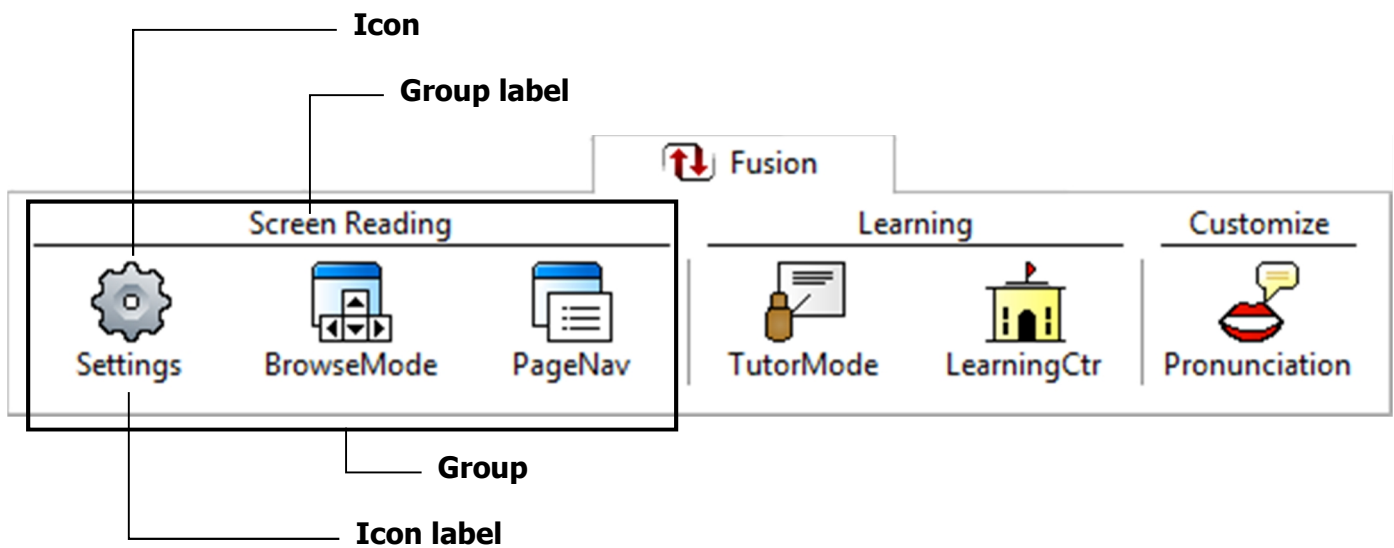 Icon
Group label
Fusion
Screen Reading Learning Customize
Settings BrowseMode PageNav TutorMode LearningCtr Pronunciation
Group
Icon label